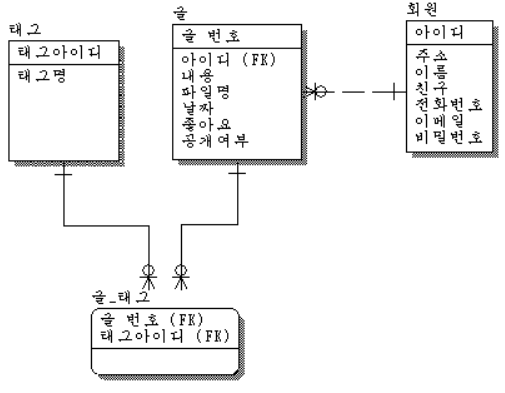 태그
태그아이디
태그명
글
글 번호
아이디 (FK)
내용
파일명
날짜
좋아요
공개여부
회원
아이디
주소
이름
친구
전화번호
이메일
비밀번호
글_태그
글 번호 (FK)
태그아이디 (FK)